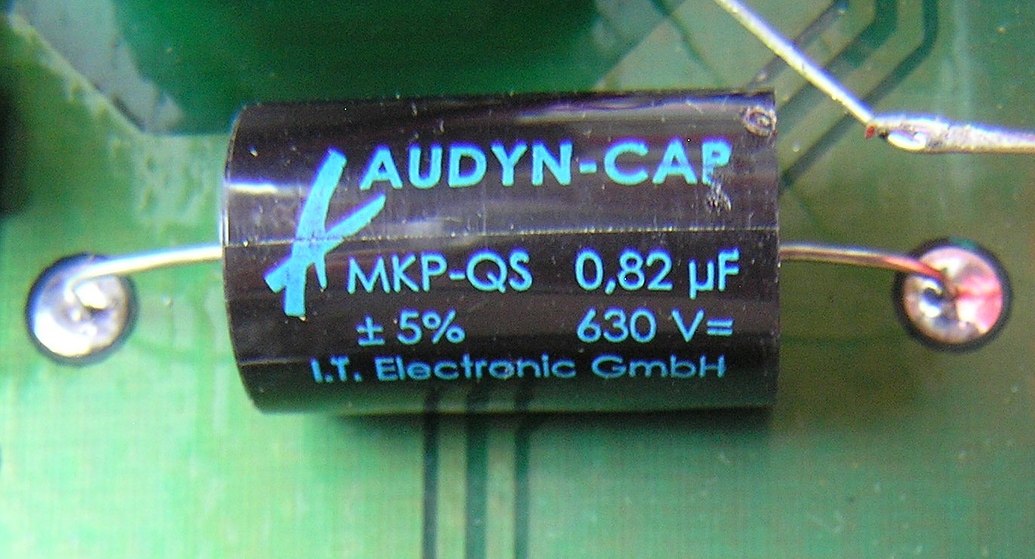 AUDYN-CAP
MKP-QS 0,82 µF
± 5% 630 V=
I.T. Electronic GmbH